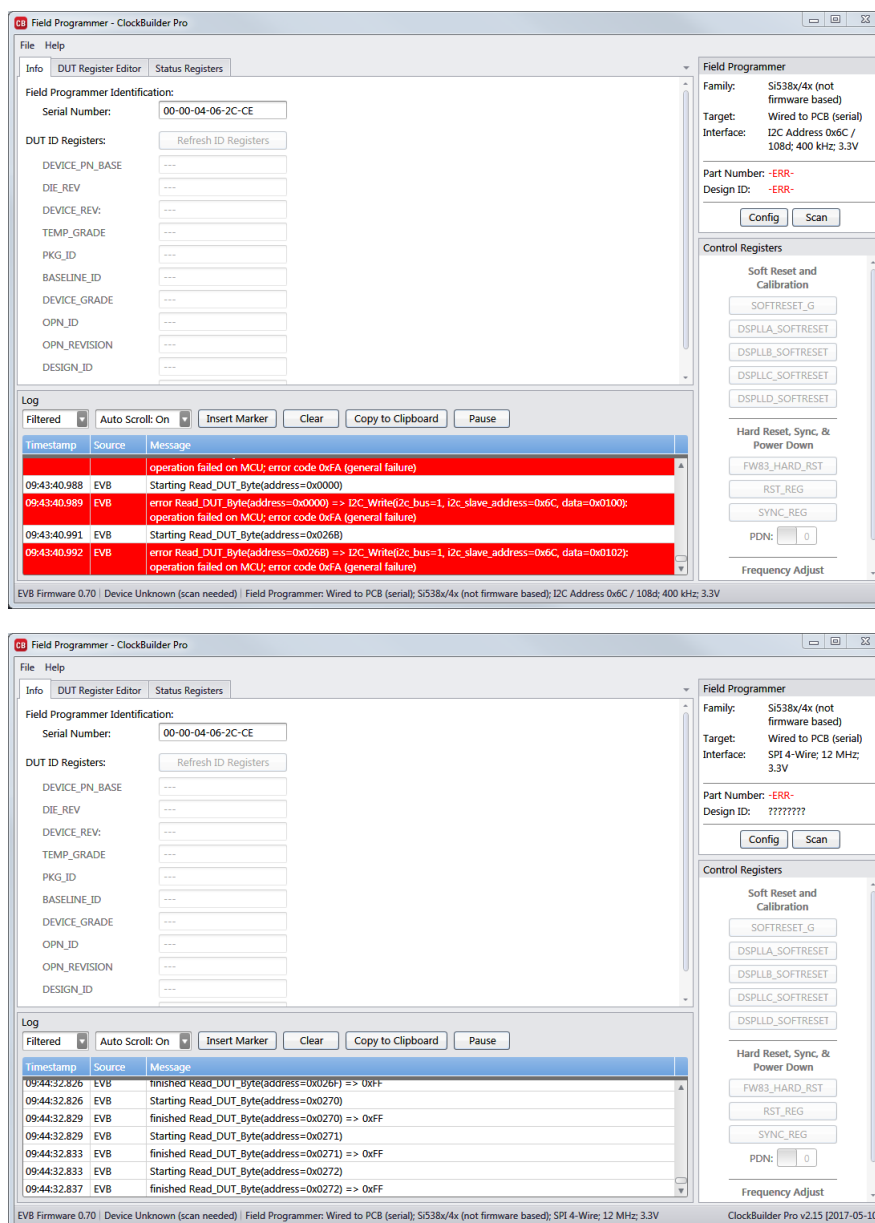 CB Field Programmer - ClockBuilder Pro
File Help
Info DUT Register Editor Status Registers
Field Programmer Identification:
Serial Number: 00-00-04-06-2C-CE
DUT ID Registers: Refresh ID Registers
DEVICE_PN_BASE ---
DIE_REV ---
DEVICE_REV: ---
TEMP_GRADE ---
PKG_ID ---
BASELINE_ID ---
DEVICE_GRADE ---
OPN_ID ---
OPN_REVISION ---
DESIGN_ID ---
Log
Filtered Auto Scroll: On Insert Marker Clear Copy to Clipboard Pause
Timestamp Source Message
operation failed on MCU; error code 0xFA (general failure)
09:43:40.988 EVB Starting Read_DUT_Byte(address=0x0000)
09:43:40.989 EVB error Read_DUT_Byte(address=0x0000) => I2C_Write(i2c_bus=1, i2c_slave_address=0x6C, data=0x0100):
operation failed on MCU; error code 0xFA (general failure)
09:43:40.991 EVB Starting Read_DUT_Byte(address=0x026B)
09:43:40.992 EVB error Read_DUT_Byte(address=0x026B) => I2C_Write(i2c_bus=1, i2c_slave_address=0x6C, data=0x0102):
operation failed on MCU; error code 0xFA (general failure)
Field Programmer
Family: Si538x/4x (not
firmware based)
Target: Wired to PCB (serial)
Interface: I2C Address 0x6C /
108d; 400 kHz; 3.3V
Part Number: -ERR-
Design ID: -ERR-
Config Scan
Control Registers
Soft Reset and
Calibration
SOFTRESET_G
DSPLLA_SOFTRESET
DSPLLB_SOFTRESET
DSPLLC_SOFTRESET
DSPLLD_SOFTRESET
Hard Reset, Sync, &
Power Down
FW83_HARD_RST
RST_REG
SYNC_REG
PDN: 0
Frequency Adjust
EVB Firmware 0.70 Device Unknown (scan needed) Field Programmer: Wired to PCB (serial); Si538x/4x (not firmware based); I2C Address 0x6C / 108d; 400 kHz; 3.3V
CB Field Programmer - ClockBuilder Pro
File Help
Info DUT Register Editor Status Registers
Field Programmer Identification:
Serial Number: 00-00-04-06-2C-CE
DUT ID Registers: Refresh ID Registers
DEVICE_PN_BASE ---
DIE_REV ---
DEVICE_REV: ---
TEMP_GRADE ---
PKG_ID ---
BASELINE_ID ---
DEVICE_GRADE ---
OPN_ID ---
OPN_REVISION ---
DESIGN_ID ---
Log
Filtered Auto Scroll: On Insert Marker Clear Copy to Clipboard Pause
Timestamp Source Message
09:44:32.826 EVB finished Read_DUT_Byte(address=0x026F) => 0xFF
09:44:32.826 EVB Starting Read_DUT_Byte(address=0x0270)
09:44:32.829 EVB finished Read_DUT_Byte(address=0x0270) => 0xFF
09:44:32.829 EVB Starting Read_DUT_Byte(address=0x0271)
09:44:32.833 EVB finished Read_DUT_Byte(address=0x0271) => 0xFF
09:44:32.833 EVB Starting Read_DUT_Byte(address=0x0272)
09:44:32.837 EVB finished Read_DUT_Byte(address=0x0272) => 0xFF
Field Programmer
Family: Si538x/4x (not
firmware based)
Target: Wired to PCB (serial)
Interface: SPI 4-Wire; 12 MHz;
3.3V
Part Number: -ERR-
Design ID: ????????
Config Scan
Control Registers
Soft Reset and
Calibration
SOFTRESET_G
DSPLLA_SOFTRESET
DSPLLB_SOFTRESET
DSPLLC_SOFTRESET
DSPLLD_SOFTRESET
Hard Reset, Sync, &
Power Down
FW83_HARD_RST
RST_REG
SYNC_REG
PDN: 0
Frequency Adjust
EVB Firmware 0.70 Device Unknown (scan needed) Field Programmer: Wired to PCB (serial); Si538x/4x (not firmware based); SPI 4-Wire; 12 MHz; 3.3V ClockBuilder Pro v2.15 [2017-05-10